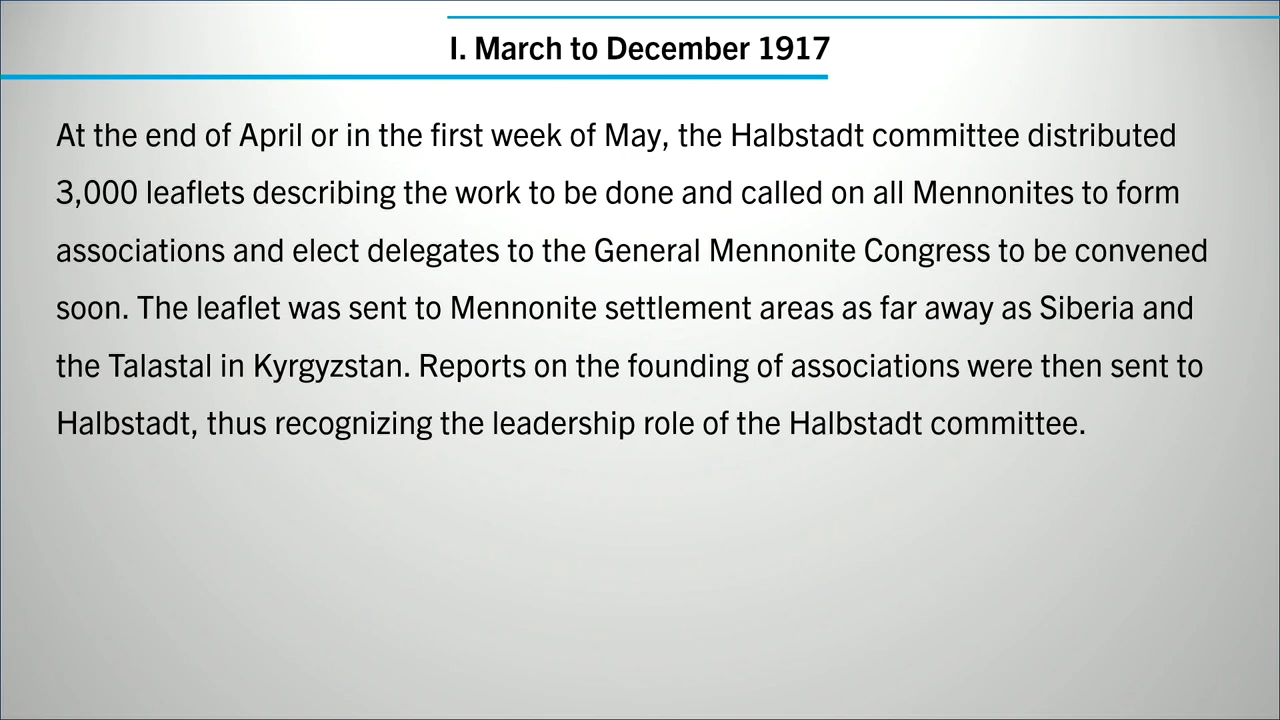 I. March to December 1917
At the end of April or in the first week of May, the Halbstadt committee distributed
3,000 leaflets describing the work to be done and called on all Mennonites to form
associations and elect delegates to the General Mennonite Congress to be convened
soon. The leaflet was sent to Mennonite settlement areas as far away as Siberia and
the Talastal in Kyrgyzstan. Reports on the founding of associations were then sent to
Halbstadt, thus recognizing the leadership role of the Halbstadt committee.